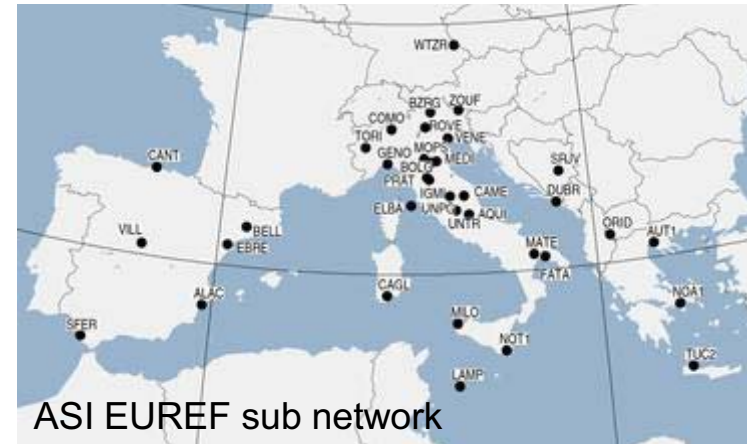 WTZR
BZRG ZOUF
COMO
ROVE
TORI
VENE
GENO
MOPS
MEDI
CANT
BOLG
PRAT
SRJV
IGMI
CAME
DUBR
ELBA
UNPG
AQUI
UNTR
VILL
BELL
ORID
AUT1
EBRE
MATE
FATA
CAGL
ALAC
NOA1
MILO
SFER
NOT1
TUC2
LAMP
ASI EUREF sub network